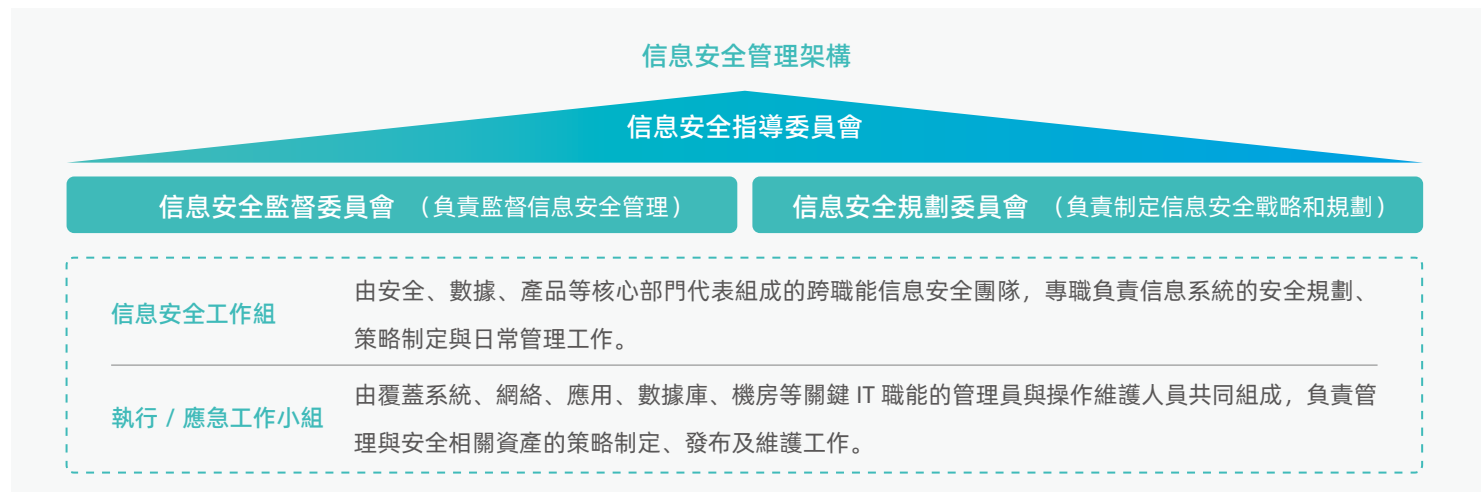 信息安全管理架構
信息安全指導委員會
信息安全監督委員會 （負責監督信息安全管理）
信息安全規劃委員會 （負責制定信息安全戰略和規劃）
信息安全工作組
由安全、數據、產品等核心部門代表組成的跨職能信息安全團隊，專職負責信息系統的安全規劃、
策略制定與日常管理工作。
執行 / 應急工作小組
由覆蓋系統、網絡、應用、數據庫、機房等關鍵 IT 職能的管理員與操作維護人員共同組成，負責管
理與安全相關資產的策略制定、發布及維護工作。